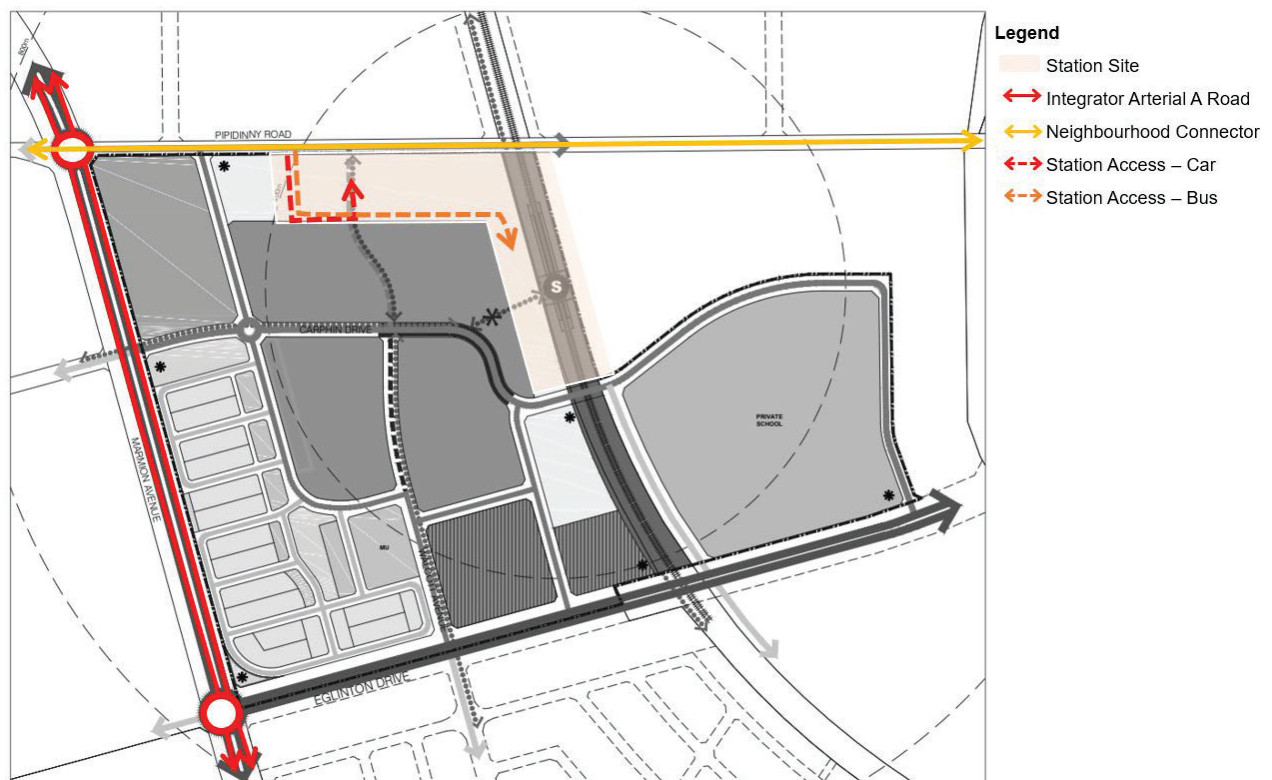 800m
PIPIDINNY ROAD
S
CARPHIN DRIVE
MARMION AVENUE
PRIVATE
SCHOOL
MU
EGLINTON DRIVE
Legend
Station Site
Integrator Arterial A Road
Neighbourhood Connector
Station Access – Car
Station Access – Bus